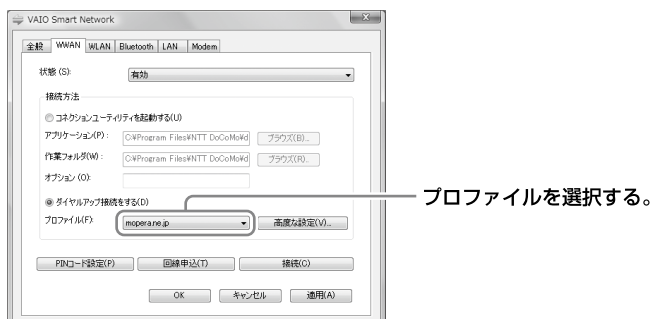 VAIO Smart Network
全般 WWAN WLAN Bluetooth LAN Modem
状態 (S): 有効
接続方法
コネクションユーティリティを起動する(U)
アプリケーション(P): C:¥Program Files¥NTT DoCoMo¥d ブラウズ(B)...
作業フォルダ(W): C:¥Program Files¥NTT DoCoMo¥d ブラウズ(R)...
オプション (O):
ダイヤルアップ接続をする(D)
プロファイル(F): mopera.ne.jp 高度な設定(V)...
プロファイルを選択する。
PINコード設定(P) 回線申込(T) 接続(C)
OK キャンセル 適用(A)